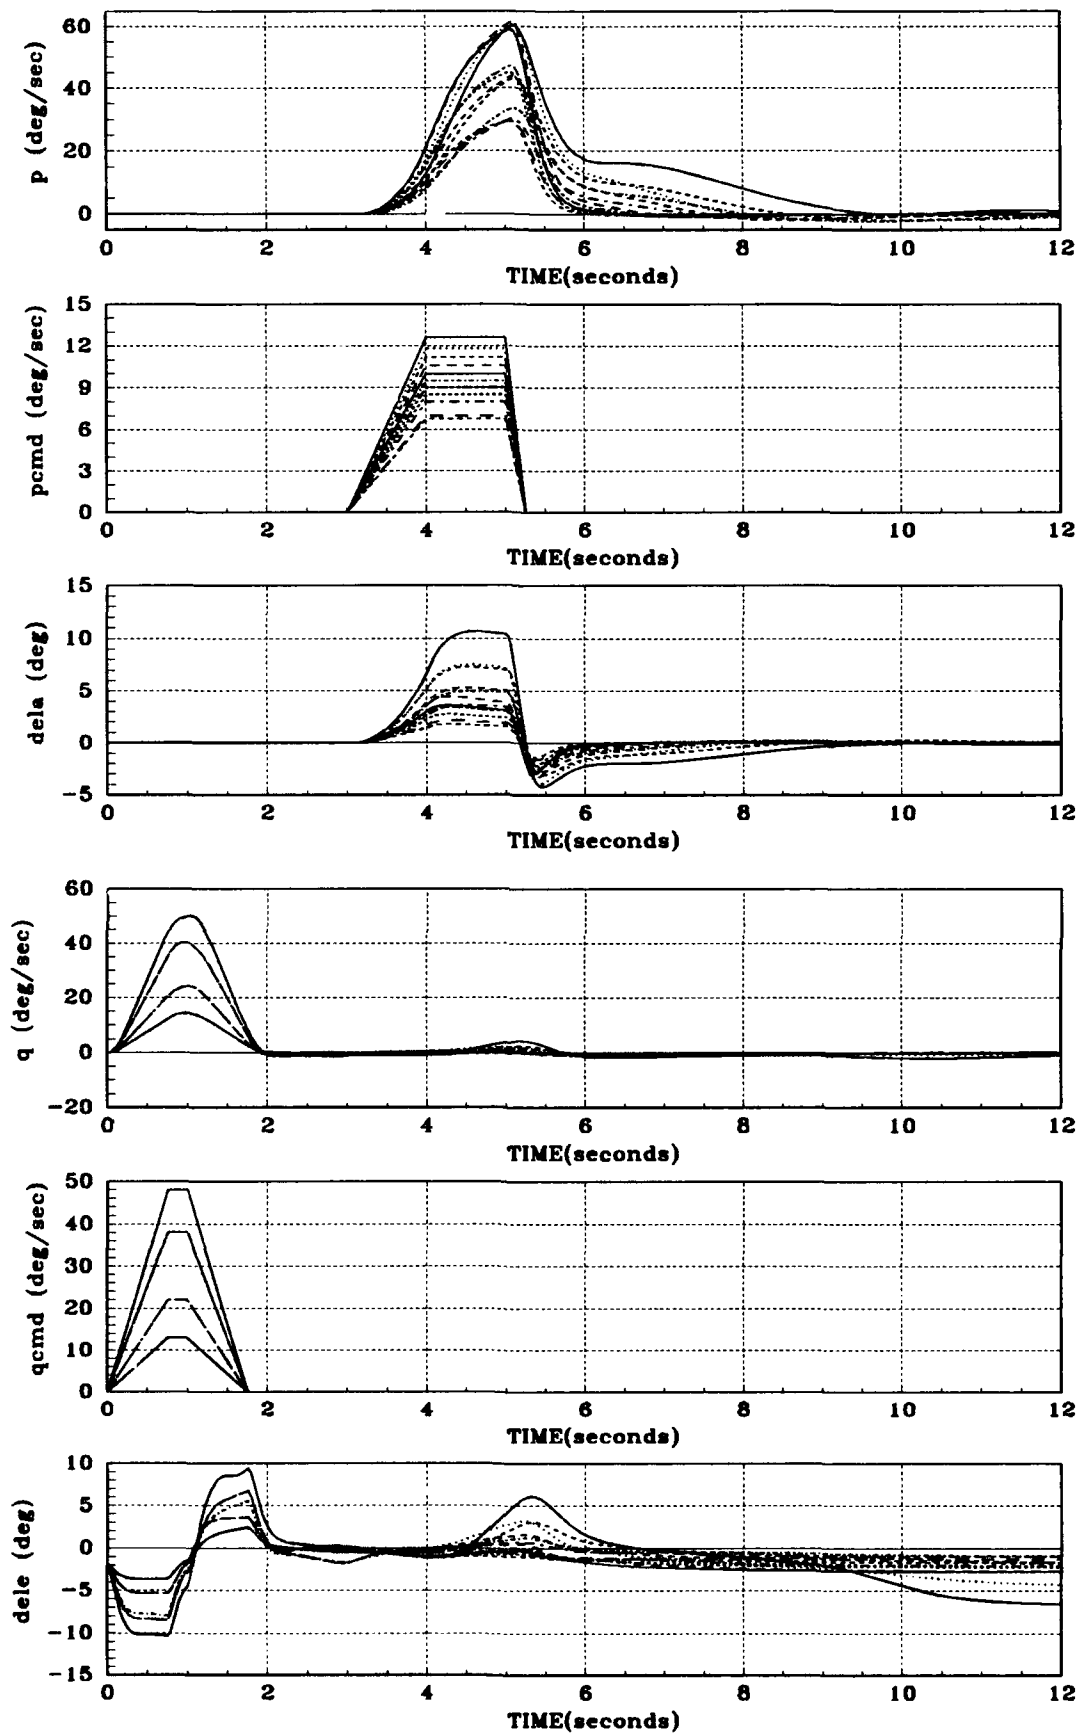 p (deg/sec)
60
40
20
0
0 2 4 6 8 10 12
TIME(seconds)
pcmd (deg/sec)
15
12
9
6
3
0
0 2 4 6 8 10 12
TIME(seconds)
dela (deg)
15
10
5
0
-5
0 2 4 6 8 10 12
TIME(seconds)
q (deg/sec)
60
40
20
0
-20
0 2 4 6 8 10 12
TIME(seconds)
qcmd (deg/sec)
50
40
30
20
10
0
0 2 4 6 8 10 12
TIME(seconds)
dele (deg)
10
5
0
-5
-10
-15
0 2 4 6 8 10 12
TIME(seconds)